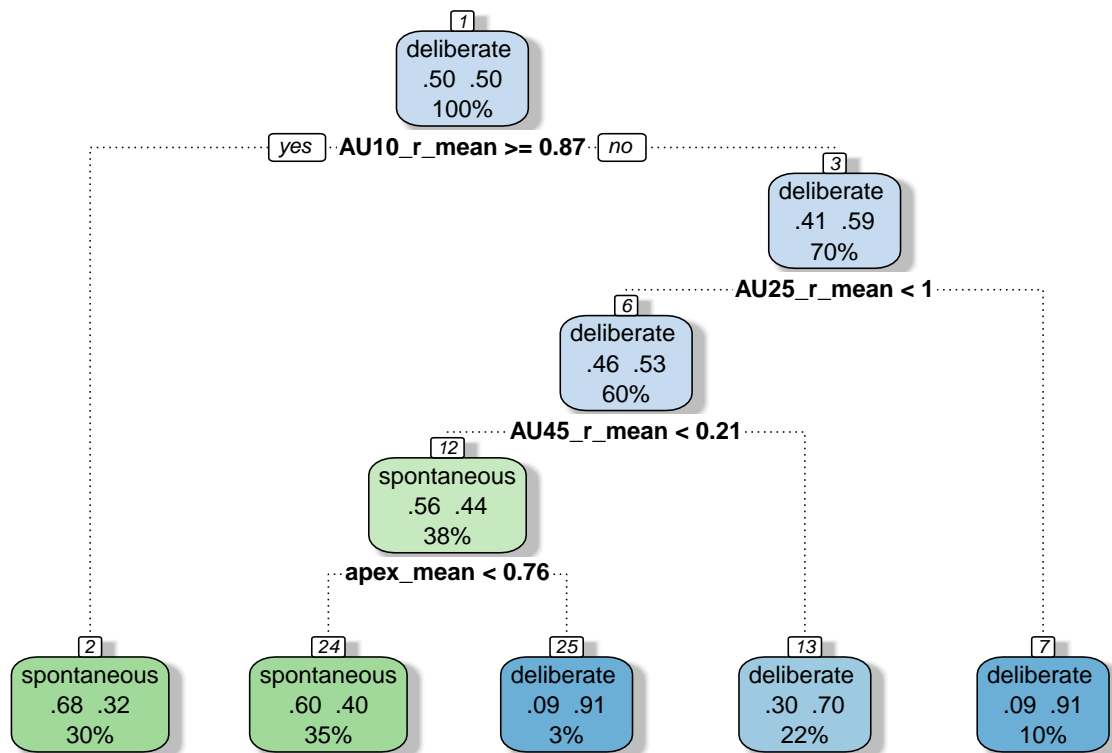 1
deliberate
.50 .50
100%
yes AU10_r_mean >= 0.87 no
3
deliberate
.41 .59
70%
AU25_r_mean < 1
6
deliberate
.46 .53
60%
AU45_r_mean < 0.21
12
spontaneous
.56 .44
38%
apex_mean < 0.76
2
spontaneous
.68 .32
30%
24
spontaneous
.60 .40
35%
25
deliberate
.09 .91
3%
13
deliberate
.30 .70
22%
7
deliberate
.09 .91
10%